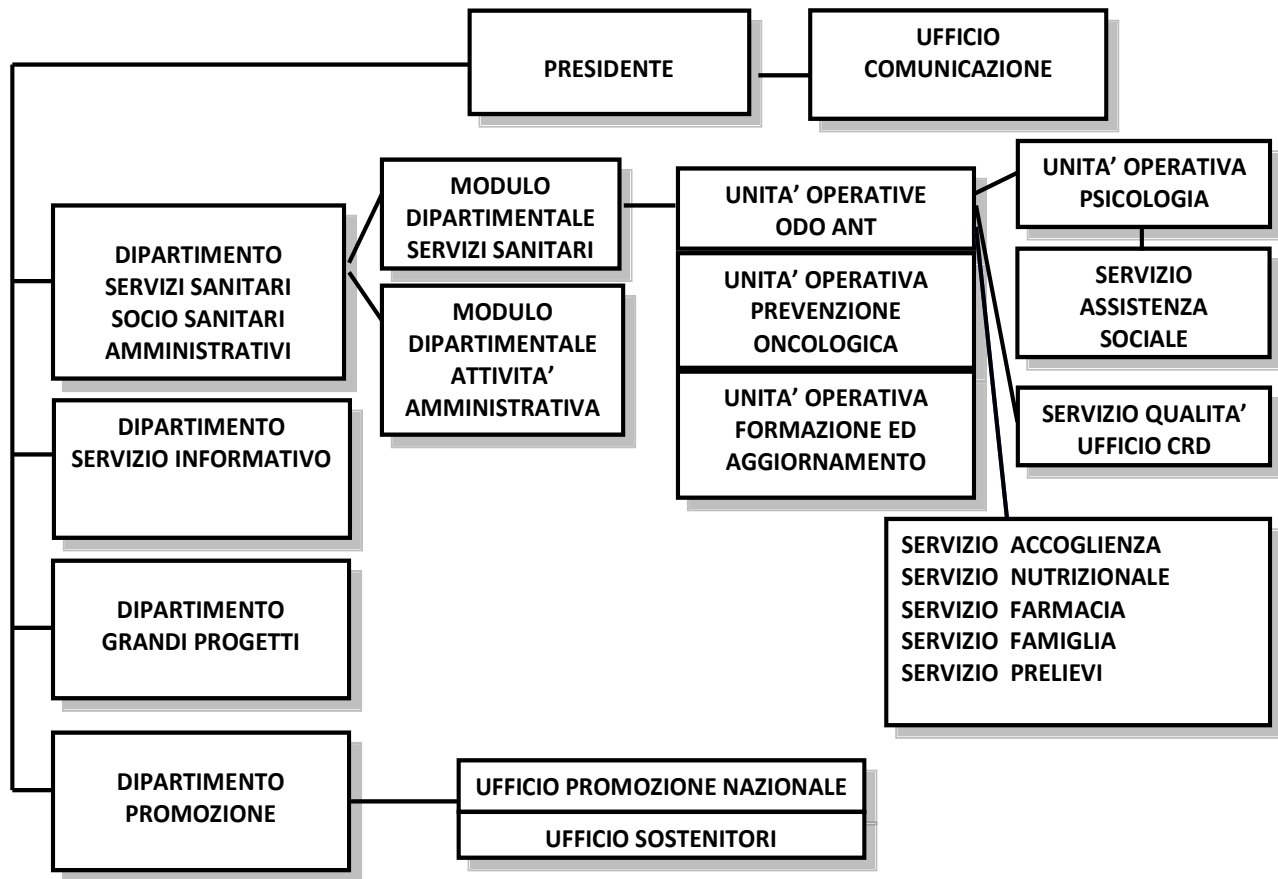 PRESIDENTE
UFFICIO
COMUNICAZIONE
DIPARTIMENTO
SERVIZI SANITARI
SOCIO SANITARI
AMMINISTRATIVI
MODULO
DIPARTIMENTALE
SERVIZI SANITARI
MODULO
DIPARTIMENTALE
ATTIVITA’
AMMINISTRATIVA
UNITA’ OPERATIVE
ODO ANT
UNITA’ OPERATIVA
PREVENZIONE
ONCOLOGICA
UNITA’ OPERATIVA
FORMAZIONE ED
AGGIORNAMENTO
UNITA’ OPERATIVA
PSICOLOGIA
SERVIZIO
ASSISTENZA
SOCIALE
SERVIZIO QUALITA’
UFFICIO CRD
SERVIZIO ACCOGLIENZA
SERVIZIO NUTRIZIONALE
SERVIZIO FARMACIA
SERVIZIO FAMIGLIA
SERVIZIO PRELIEVI
DIPARTIMENTO
SERVIZIO INFORMATIVO
DIPARTIMENTO
GRANDI PROGETTI
DIPARTIMENTO
PROMOZIONE
UFFICIO PROMOZIONE NAZIONALE
UFFICIO SOSTENITORI